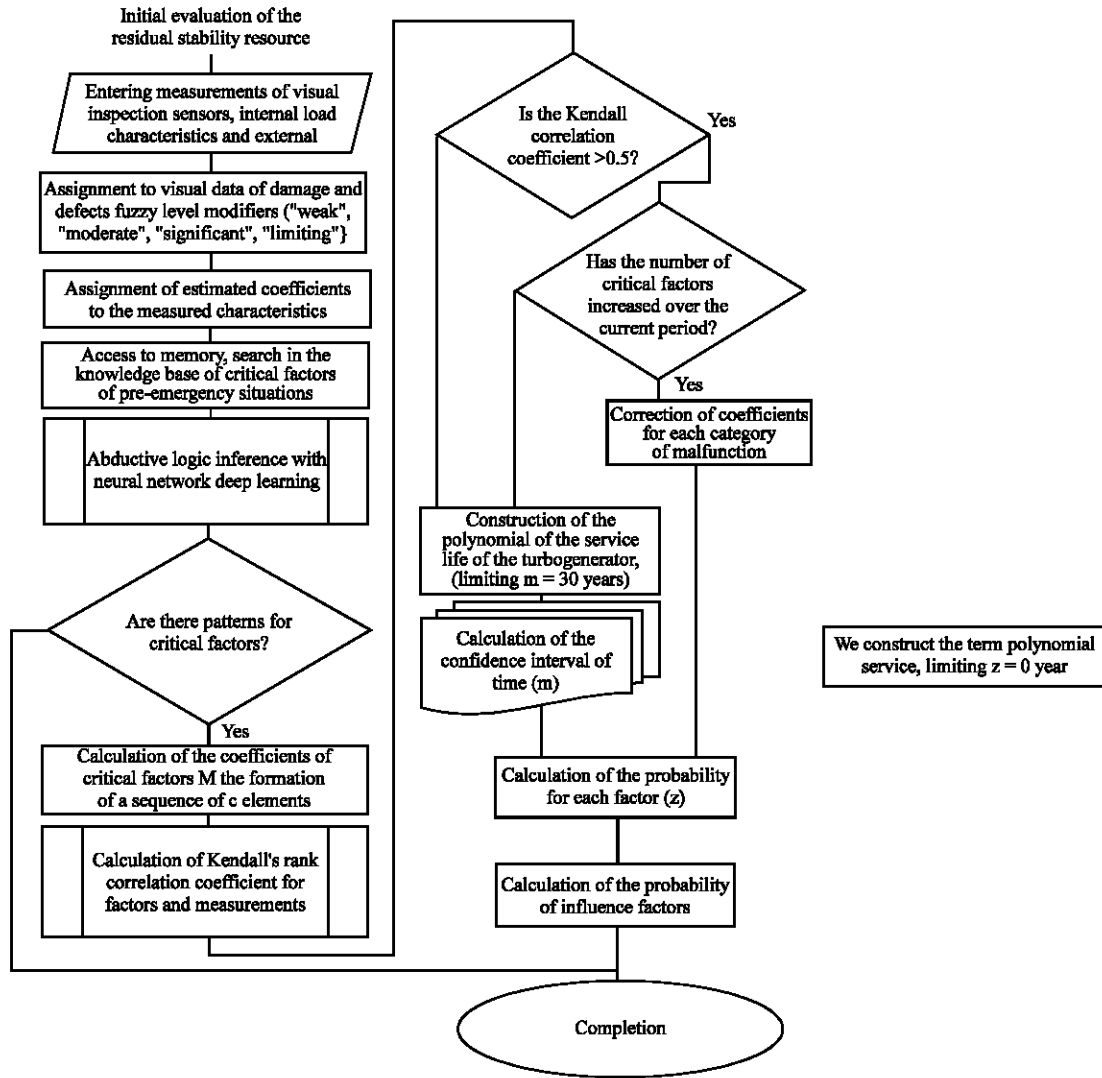 Initial evaluation of the
residual stability resource
Entering measurements of visual
inspection sensors, internal load
characteristics and external
Assignment to visual data of damage and
defects fuzzy level modifiers ("weak",
"moderate", "significant", "limiting"}
Assignment of estimated coefficients
to the measured characteristics
Access to memory, search in the
knowledge base of critical factors
of pre-emergency situations
Abductive logic inference with
neural network deep learning
Are there patterns for
critical factors?
Yes
Calculation of the coefficients of
critical factors M the formation
of a sequence of c elements
Calculation of Kendall's rank
correlation coefficient for
factors and measurements
Is the Kendall
correlation
coefficient >0.5?
Yes
Has the number of
critical factors
increased over the
current period?
Yes
Correction of coefficients
for each category
of malfunction
Construction of the
polynomial of the service
life of the turbogenerator,
(limiting m = 30 years)
Calculation of the
confidence interval of
time (m)
Calculation of the probability
for each factor (z)
Calculation of the probability
of influence factors
Completion
We construct the term polynomial
service, limiting z = 0 year